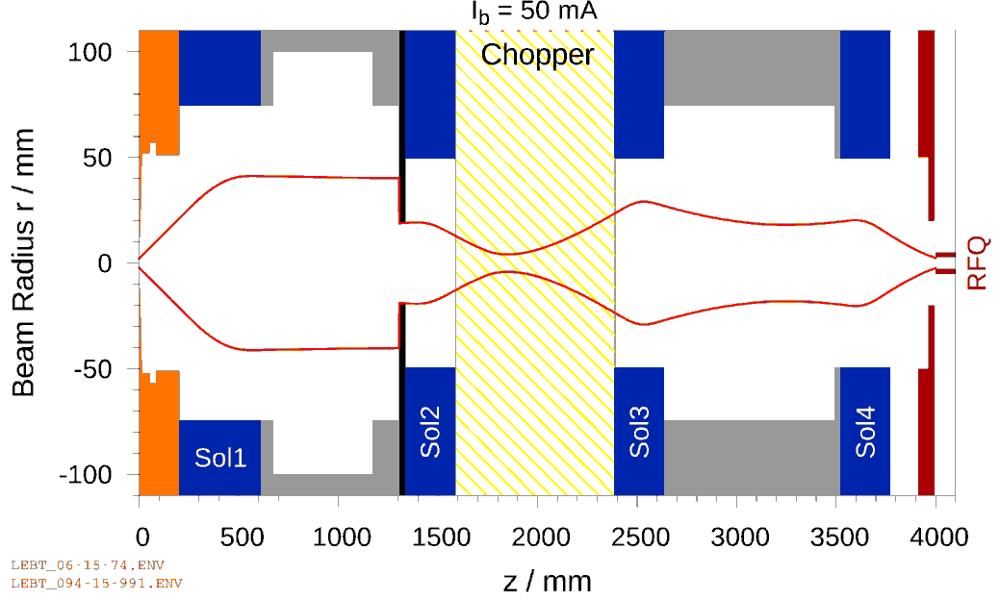 I_b = 50 mA
Chopper
100
50
0
-50
-100
Beam Radius r / mm
Sol1
Sol2
Sol3
Sol4
RFQ
0 500 1000 1500 2000 2500 3000 3500 4000
z / mm
LEBT_06-15-74.ENV
LEBT_094-15-991.ENV